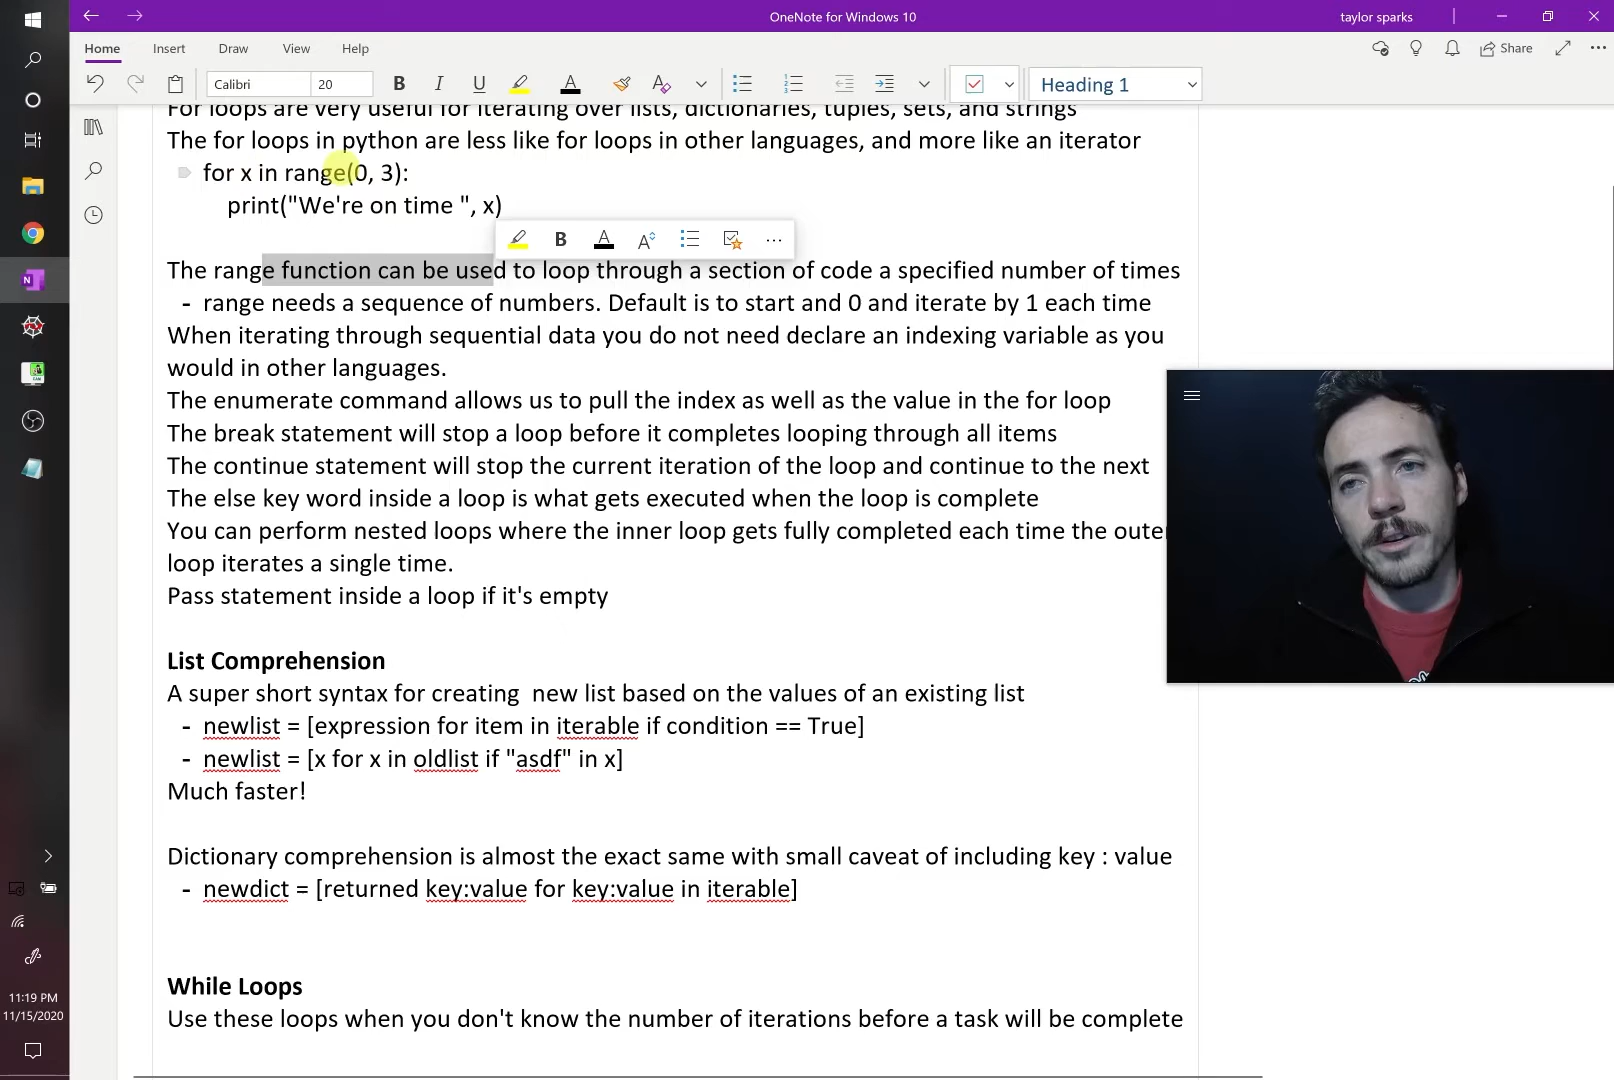 OneNote for Windows 10
taylor sparks
Home Insert Draw View Help
Share
Calibri 20 B I U A A Heading 1
For loops are very useful for iterating over lists, dictionaries, tuples, sets, and strings
The for loops in python are less like for loops in other languages, and more like an iterator
for x in range(0, 3):
print("We're on time ", x)
B A A
The range function can be used to loop through a section of code a specified number of times
- range needs a sequence of numbers. Default is to start and 0 and iterate by 1 each time
When iterating through sequential data you do not need declare an indexing variable as you
would in other languages.
The enumerate command allows us to pull the index as well as the value in the for loop
The break statement will stop a loop before it completes looping through all items
The continue statement will stop the current iteration of the loop and continue to the next
The else key word inside a loop is what gets executed when the loop is complete
You can perform nested loops where the inner loop gets fully completed each time the outer
loop iterates a single time.
Pass statement inside a loop if it's empty
List Comprehension
A super short syntax for creating new list based on the values of an existing list
- newlist = [expression for item in iterable if condition == True]
- newlist = [x for x in oldlist if "asdf" in x]
Much faster!
Dictionary comprehension is almost the exact same with small caveat of including key : value
- newdict = [returned key:value for key:value in iterable]
While Loops
Use these loops when you don't know the number of iterations before a task will be complete
11:19 PM
11/15/2020